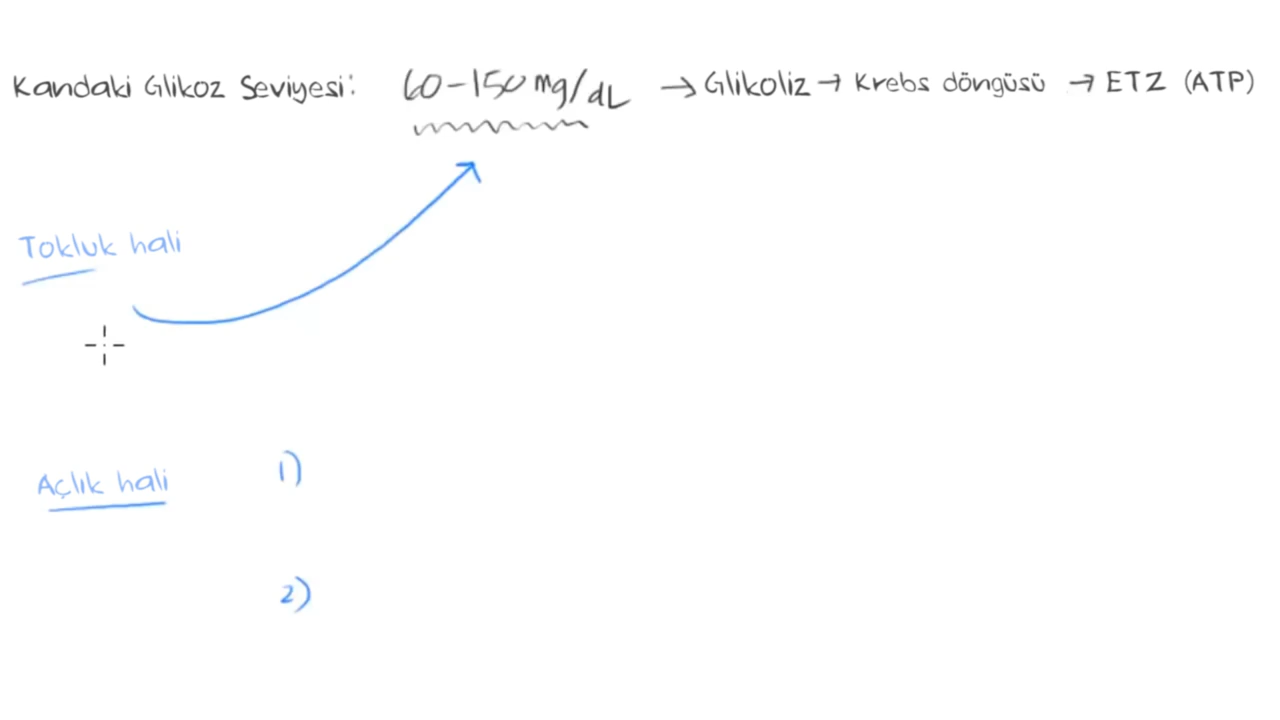 Kandaki Glikoz Seviyesi: 60-150 mg/dL → Glikoliz → Krebs döngüsü → ETZ (ATP)
Tokluk hali
Açlık hali 1)
2)